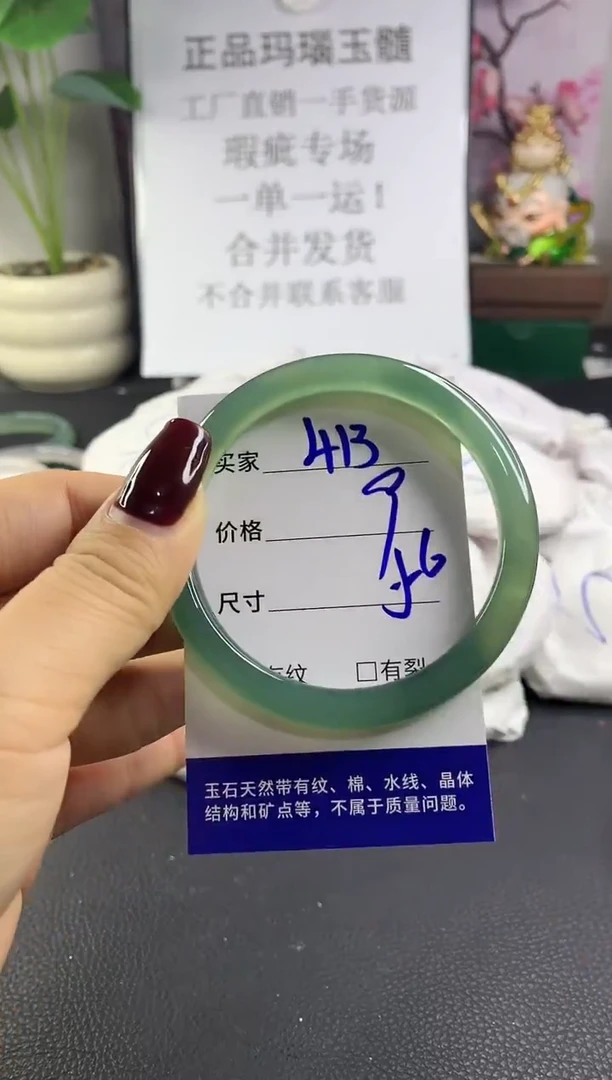 正品玛瑙玉髓
工厂直销一手货源
瑕疵专场
一单一运!
合并发货
不合并联系客服
买家 413
价格 9
尺寸 56
有纹 □有裂
玉石天然带有纹、棉、水线、晶体
结构和矿点等，不属于质量问题。